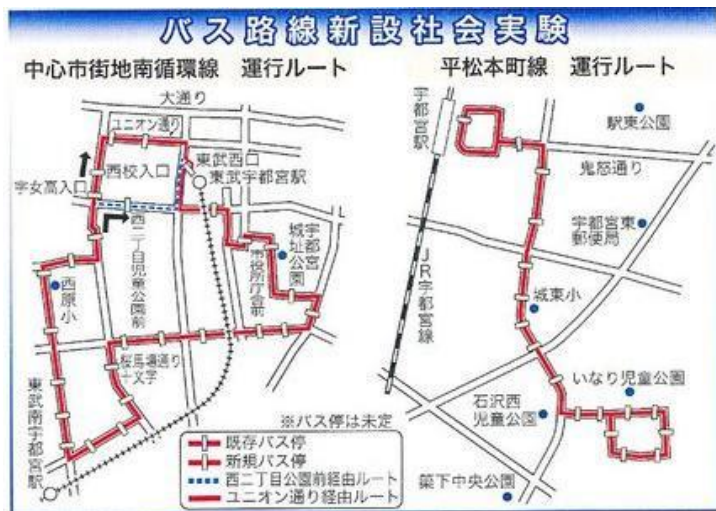 バス路線新設社会実験
中心市街地南循環線 運行ルート
平松本町線 運行ルート
大通り
ユニオン通り
西校入口
東武西口
東武宇都宮駅
宇女高入口
西二丁目児童公園前
市役所庁舎前
宇都宮
城址公園
西原小
桜馬場通り
十文字
東武南宇都宮駅
※バス停は未定
既存バス停
新規バス停
西二丁目公園前経由ルート
ユニオン通り経由ルート
宇都宮駅
駅東公園
鬼怒通り
宇都宮東
郵便局
JR宇都宮線
城東小
いなり児童公園
石沢西
児童公園
簗下中央公園